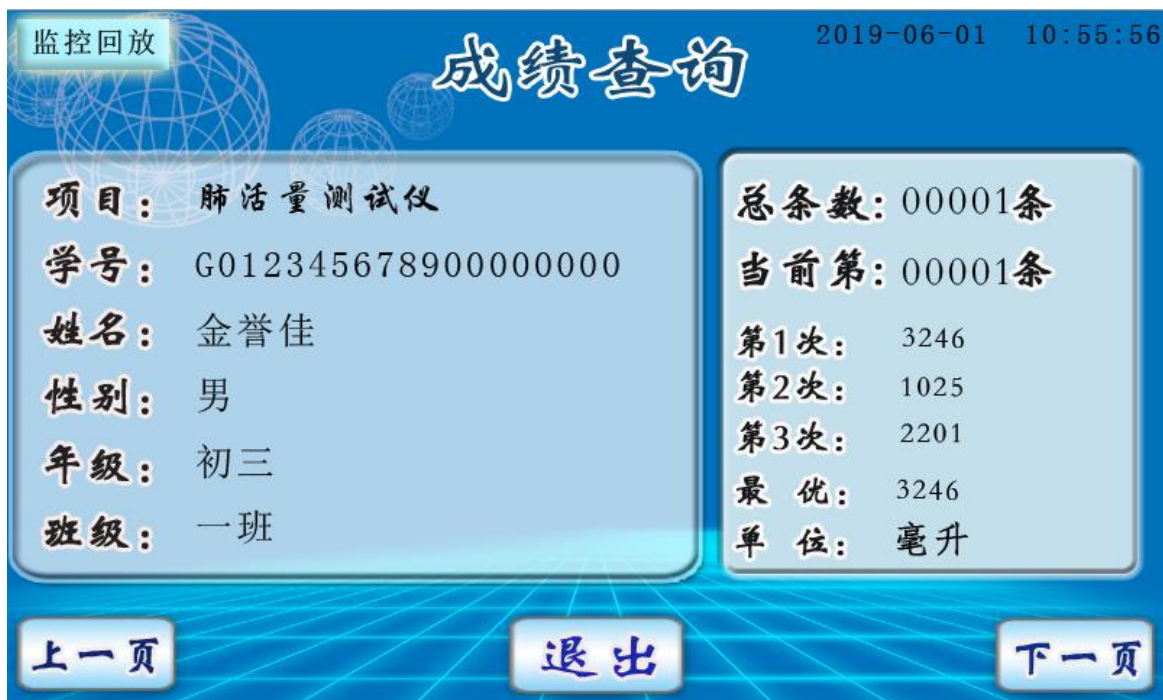 监控回放
2019-06-01 10:55:56
成绩查询
项目： 肺活量测试仪
学号： G012345678900000000
姓名： 金誉佳
性别： 男
年级： 初三
班级： 一班
总条数: 00001条
当前第: 00001条
第1次： 3246
第2次： 1025
第3次： 2201
最 优： 3246
单 位： 毫升
上一页
退出
下一页